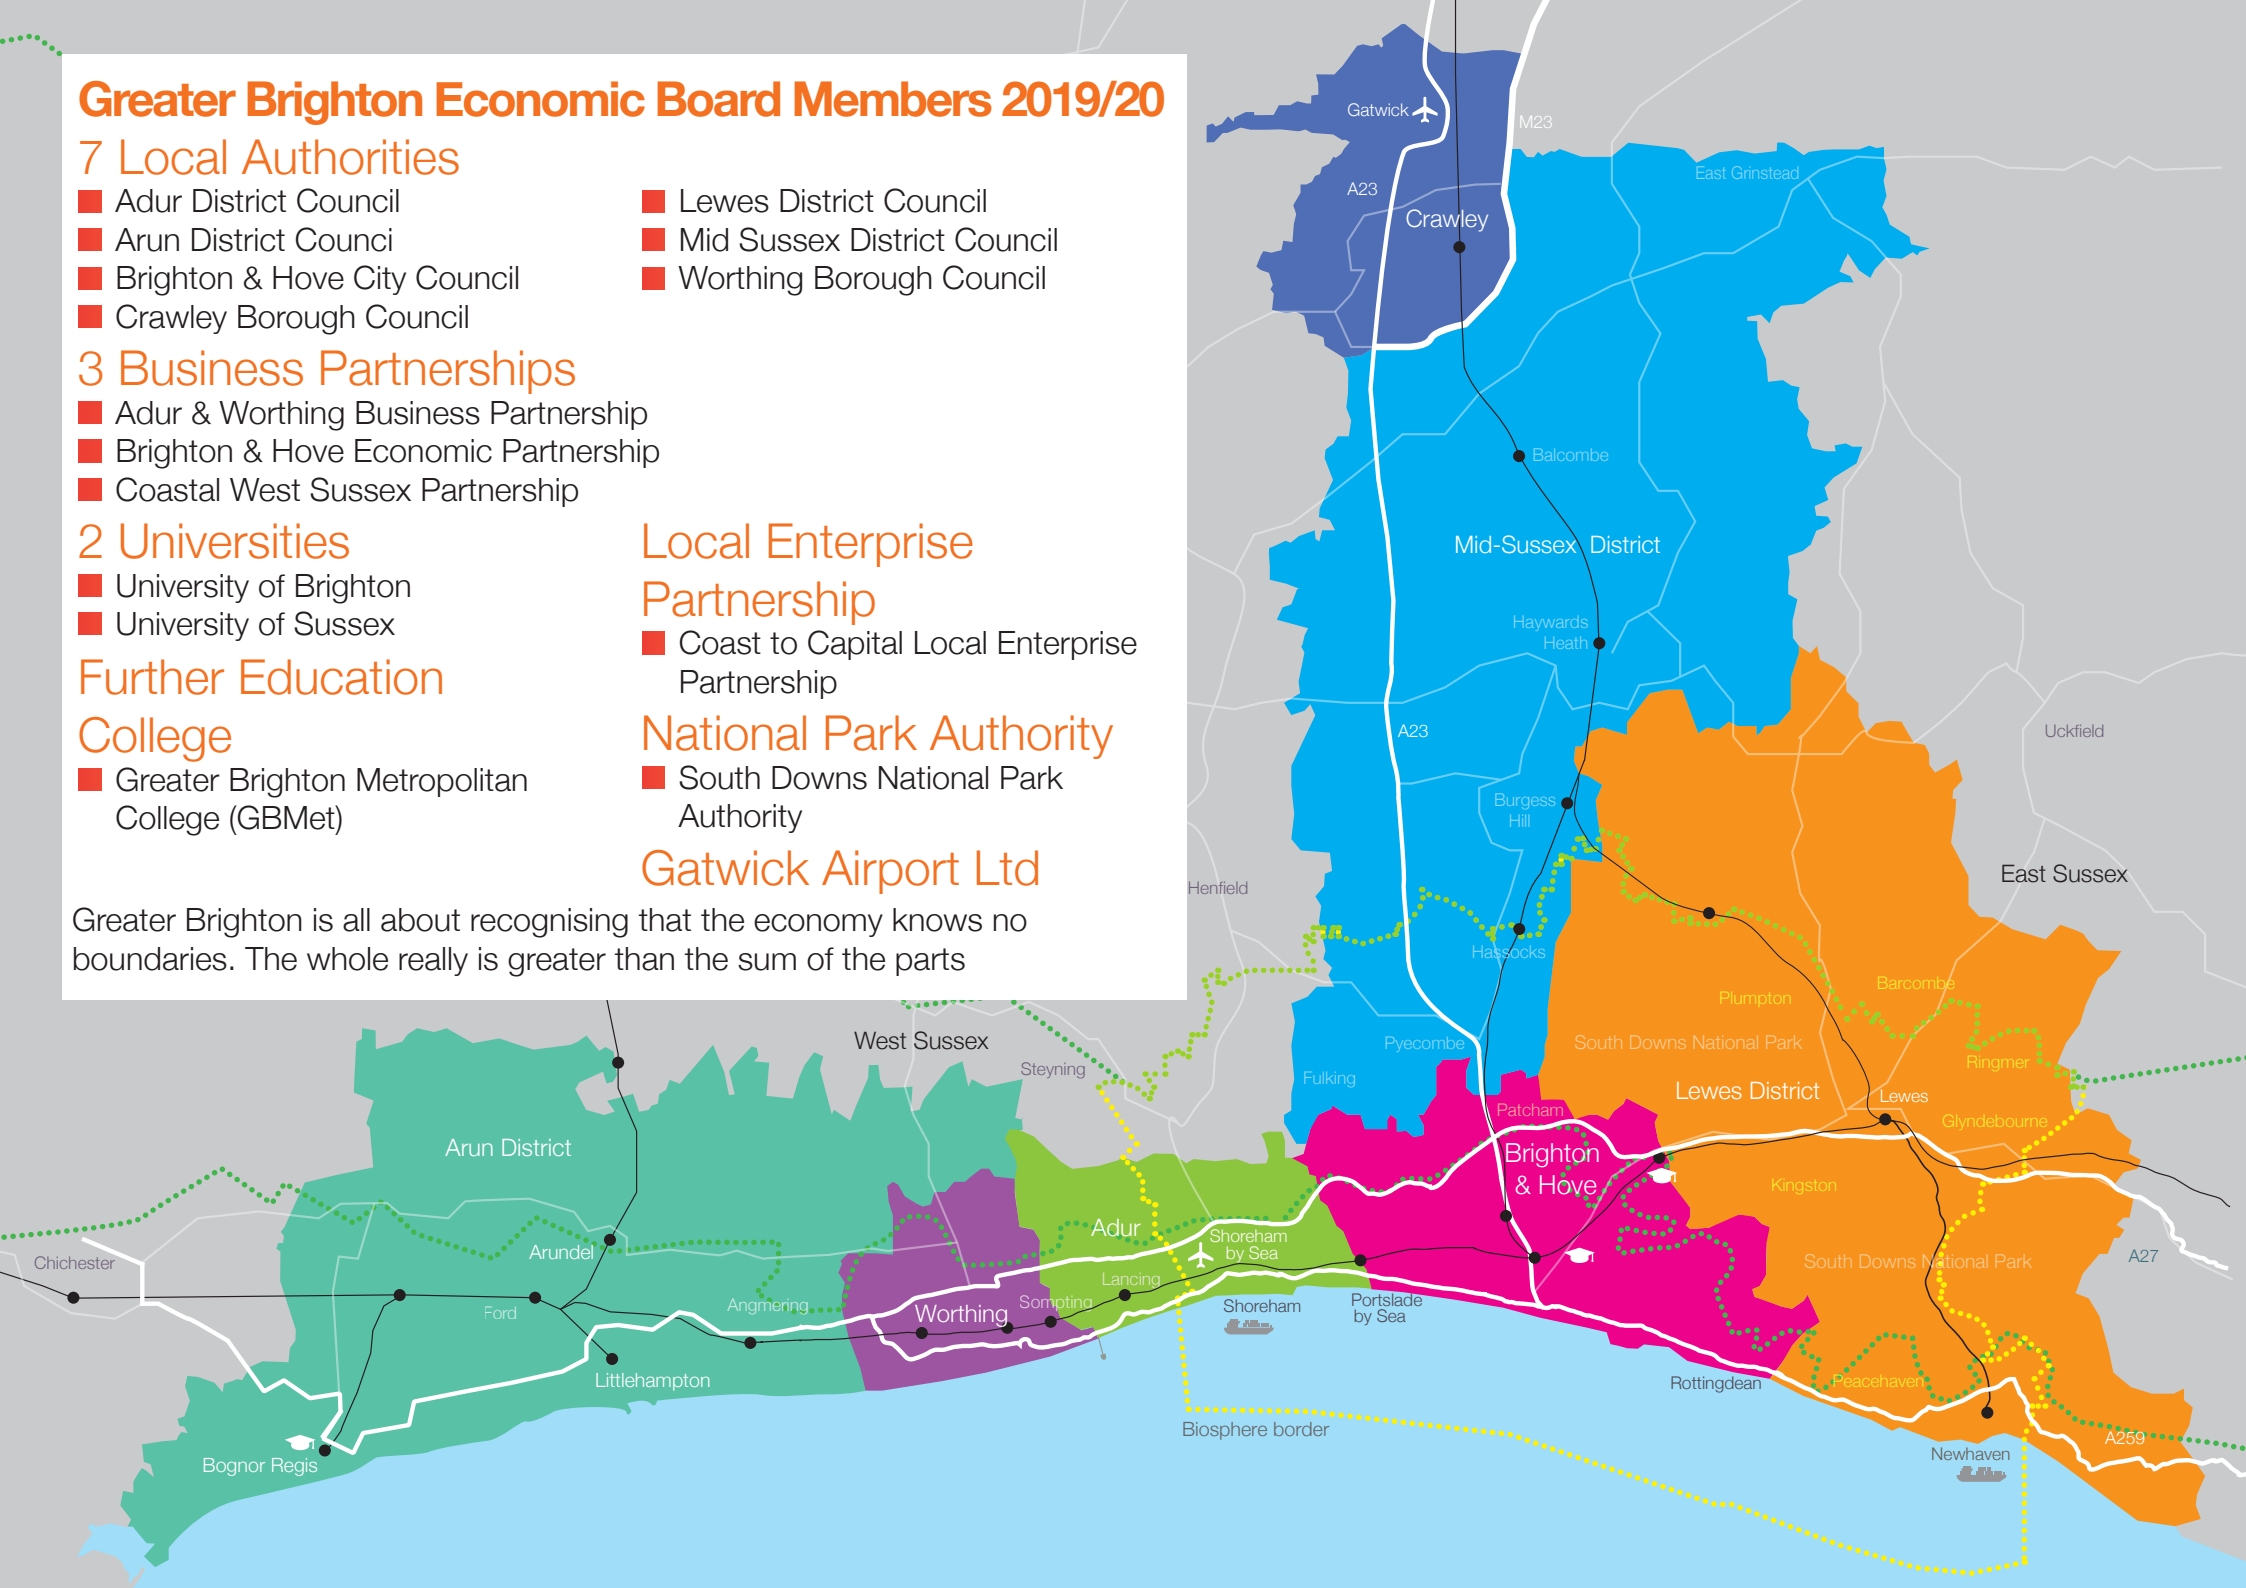 Greater Brighton Economic Board Members 2019/20
7 Local Authorities
Adur District Council
Arun District Counci
Brighton & Hove City Council
Crawley Borough Council
Lewes District Council
Mid Sussex District Council
Worthing Borough Council
3 Business Partnerships
Adur & Worthing Business Partnership
Brighton & Hove Economic Partnership
Coastal West Sussex Partnership
2 Universities
University of Brighton
University of Sussex
Further Education
College
Greater Brighton Metropolitan
College (GBMet)
Local Enterprise
Partnership
Coast to Capital Local Enterprise
Partnership
National Park Authority
South Downs National Park
Authority
Gatwick Airport Ltd
Greater Brighton is all about recognising that the economy knows no
boundaries. The whole really is greater than the sum of the parts
Gatwick
M23
A23
Crawley
East Grinstead
Balcombe
Mid-Sussex District
Haywards
Heath
A23
Uckfield
Burgess
Hill
East Sussex
Henfield
Hassocks
Barcombe
Plumpton
South Downs National Park
West Sussex
Pyecombe
Steyning
Ringmer
Fulking
Lewes District
Lewes
Patcham
Glyndebourne
Arun District
Brighton
& Hove
Kingston
Adur
Shoreham
by Sea
Arundel
A27
Chichester
South Downs National Park
Lancing
Angmering
Ford
Worthing
Sompting
Shoreham
Portslade
by Sea
Littlehampton
Rottingdean
Peacehaven
Biosphere border
A259
Newhaven
Bognor Regis